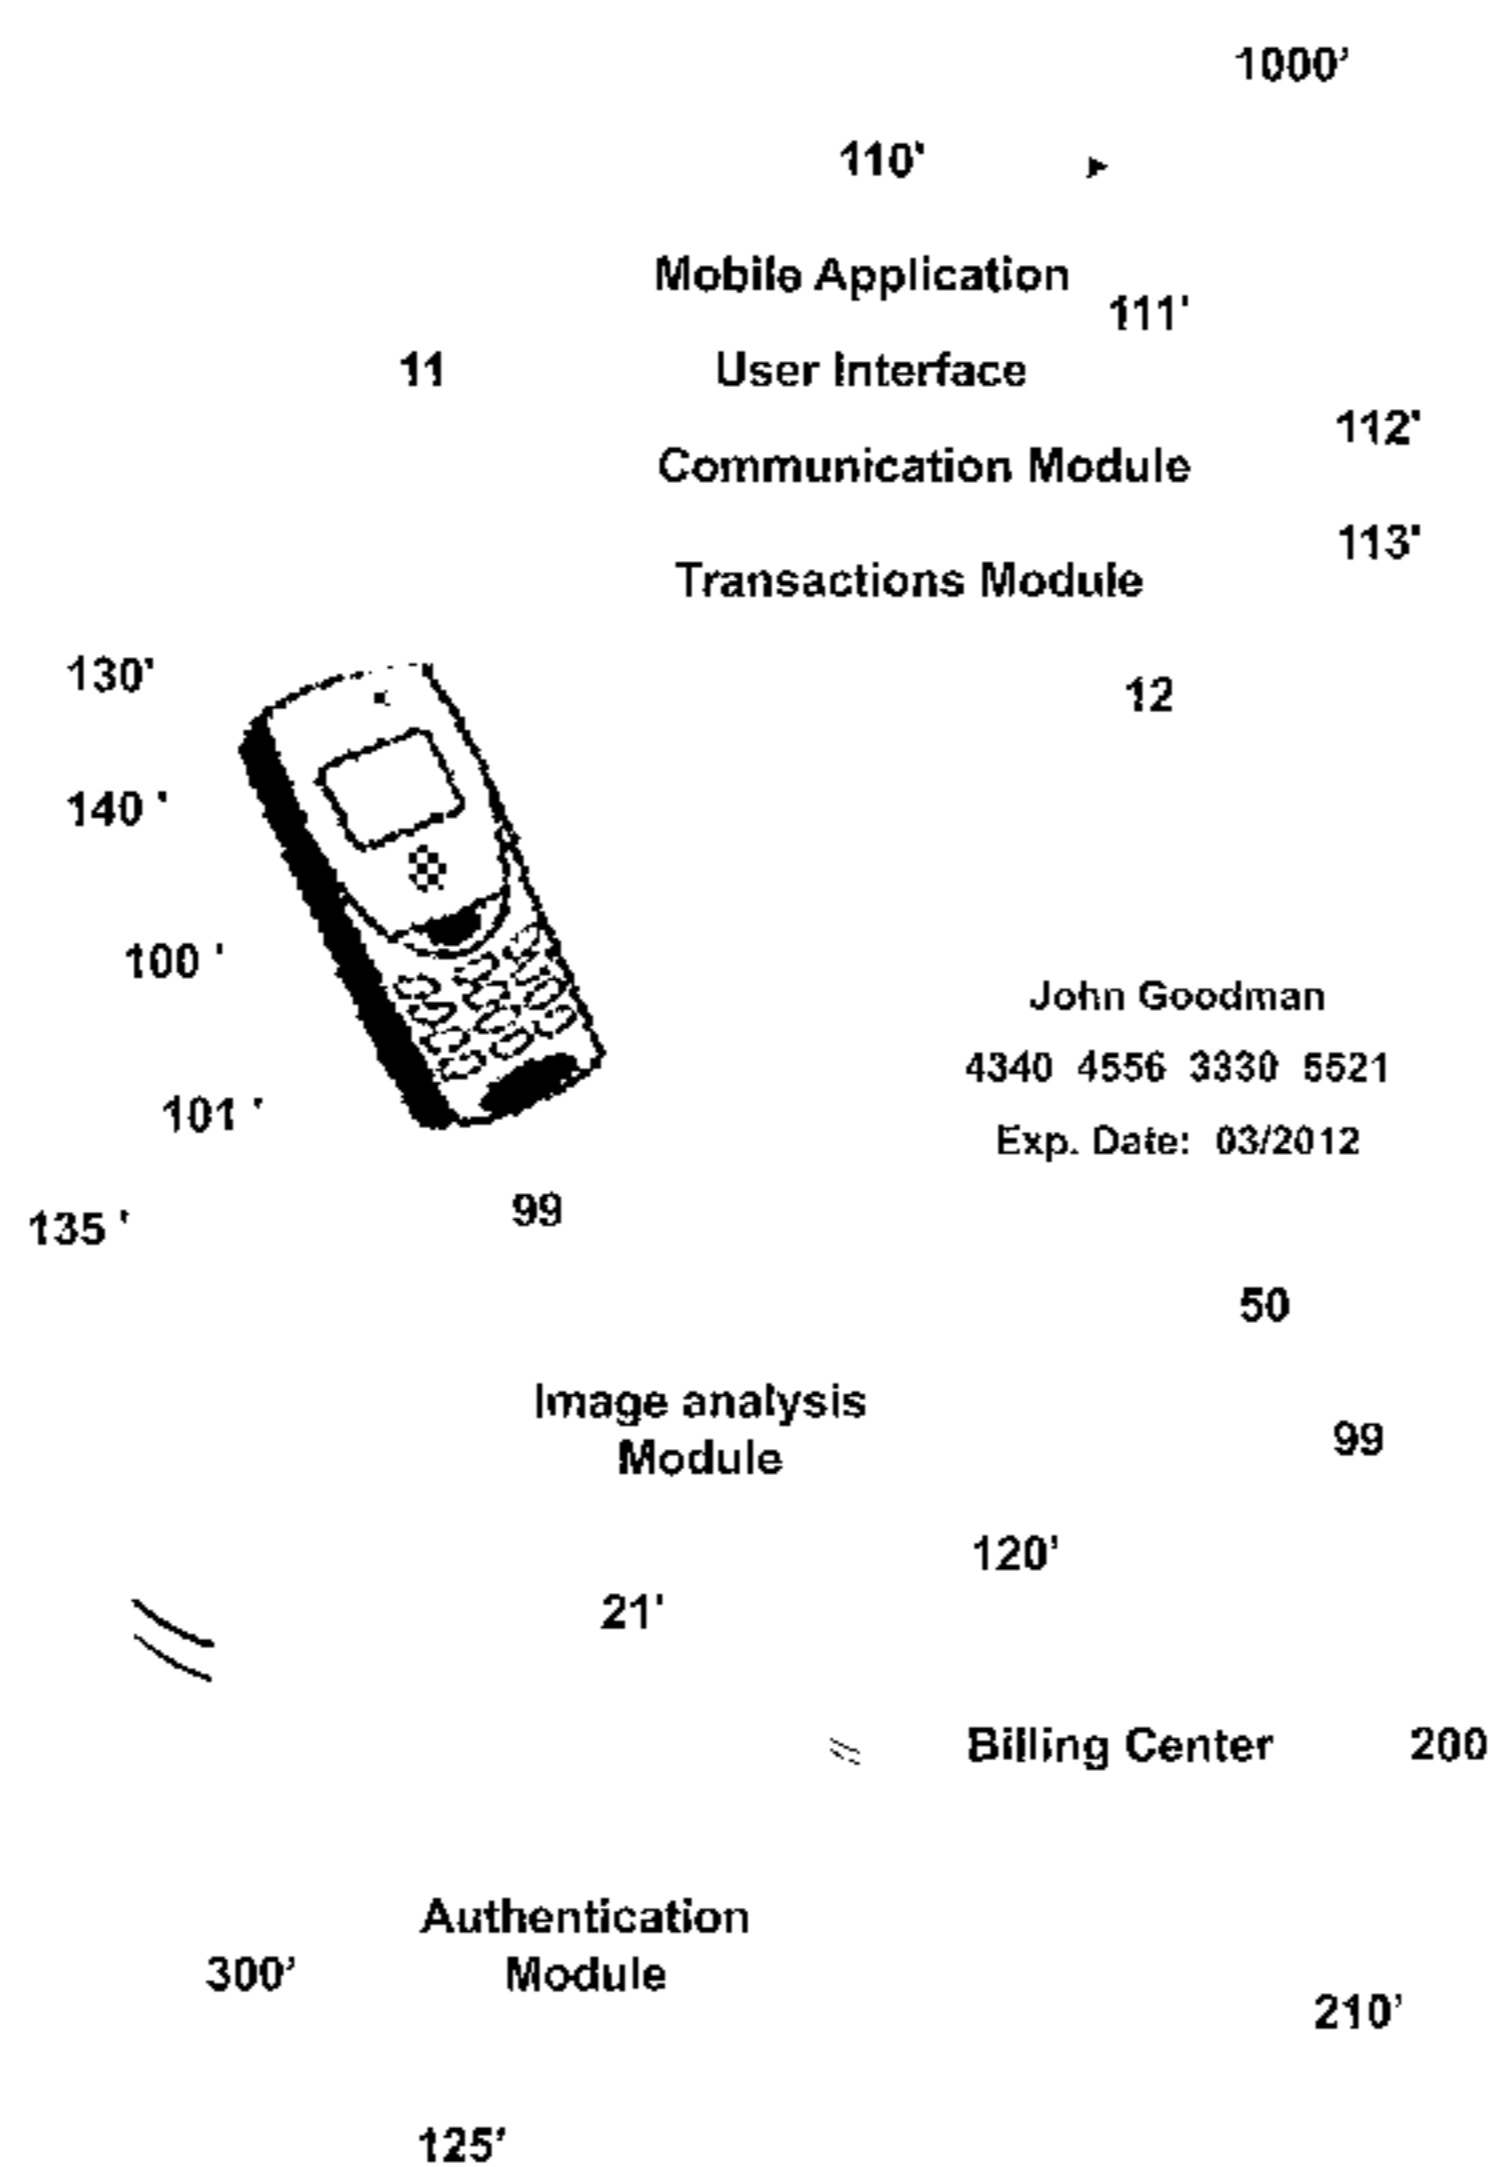 1000’
110'
Mobile Application
111'
11
User Interface
112'
Communication Module
113'
Transactions Module
130'
12
140 '
100 '
John Goodman
4340 4556 3330 5521
101 '
Exp. Date: 03/2012
99
135 '
50
Image analysis
Module
99
120’
21'
Billing Center
200
Authentication
300’
Module
210’
125’